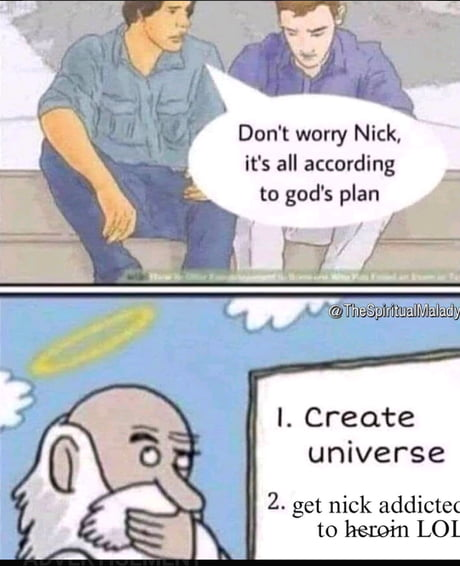 Don't worry Nick,
it's all according
to god's plan
@TheSpiritualMalady
1. Create
universe
2. get nick addicted
to heroin LOL